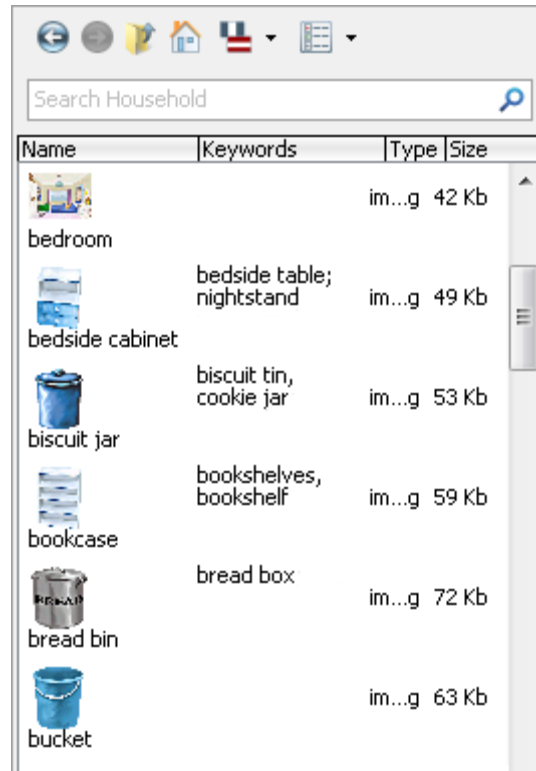 Search Household
Name Keywords Type Size
im...g 42 Kb
bedroom
bedside table;
nightstand
im...g 49 Kb
bedside cabinet
biscuit tin,
cookie jar
im...g 53 Kb
biscuit jar
bookshelves,
bookshelf
im...g 59 Kb
bookcase
bread box
BREAD
im...g 72 Kb
bread bin
im...g 63 Kb
bucket